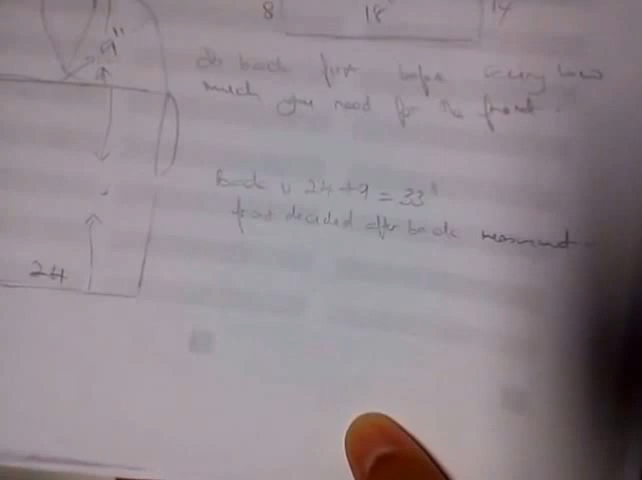 8 18 14
9"
do back first before seeing how
much you need for the front.
Back is 24 + 9 = 33"
front decided after back
24